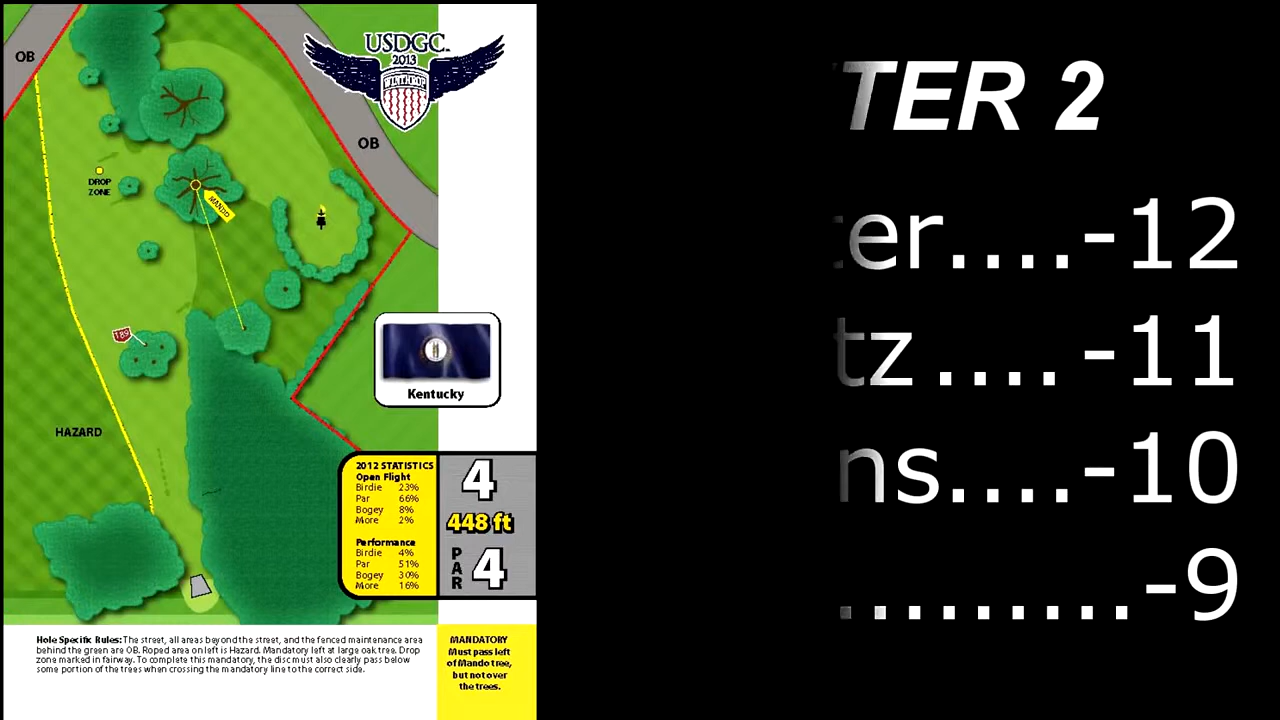 OB
USDGC
2013
WINTHROP
OB
DROP
ZONE
MANDO
189
Kentucky
HAZARD
2012 STATISTICS
Open Flight
Birdie 23%
Par 66%
Bogey 8%
More 2%
Performance
Birdie 4%
Par 51%
Bogey 30%
More 16%
4
448 ft
PAR 4
Hole Specific Rules: The street, all areas beyond the street, and the fenced maintenance area
behind the green are OB. Roped area on left is Hazard. Mandatory left at large oak tree. Drop
zone marked in fairway. To complete this mandatory, the disc must also clearly pass below
some portion of the trees when crossing the mandatory line to the correct side.
MANDATORY
Must pass left
of Mando tree,
but not over
the trees.
TER 2
ter....-12
tz .... -11
ns....-10
.........-9